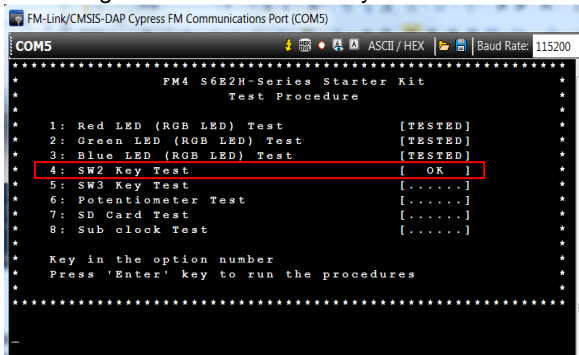 FM-Link/CMSIS-DAP Cypress FM Communications Port (COM5)
COM5 ASCII / HEX Baud Rate: 115200
************************************************************
* FM4 S6E2H-Series Starter Kit *
* Test Procedure *
* *
* 1: Red LED (RGB LED) Test [TESTED] *
* 2: Green LED (RGB LED) Test [TESTED] *
* 3: Blue LED (RGB LED) Test [TESTED] *
* 4: SW2 Key Test [ OK ] *
* 5: SW3 Key Test [......] *
* 6: Potentiometer Test [......] *
* 7: SD Card Test [......] *
* 8: Sub clock Test [......] *
* *
* Key in the option number *
* Press 'Enter' key to run the procedures *
* *
************************************************************
_